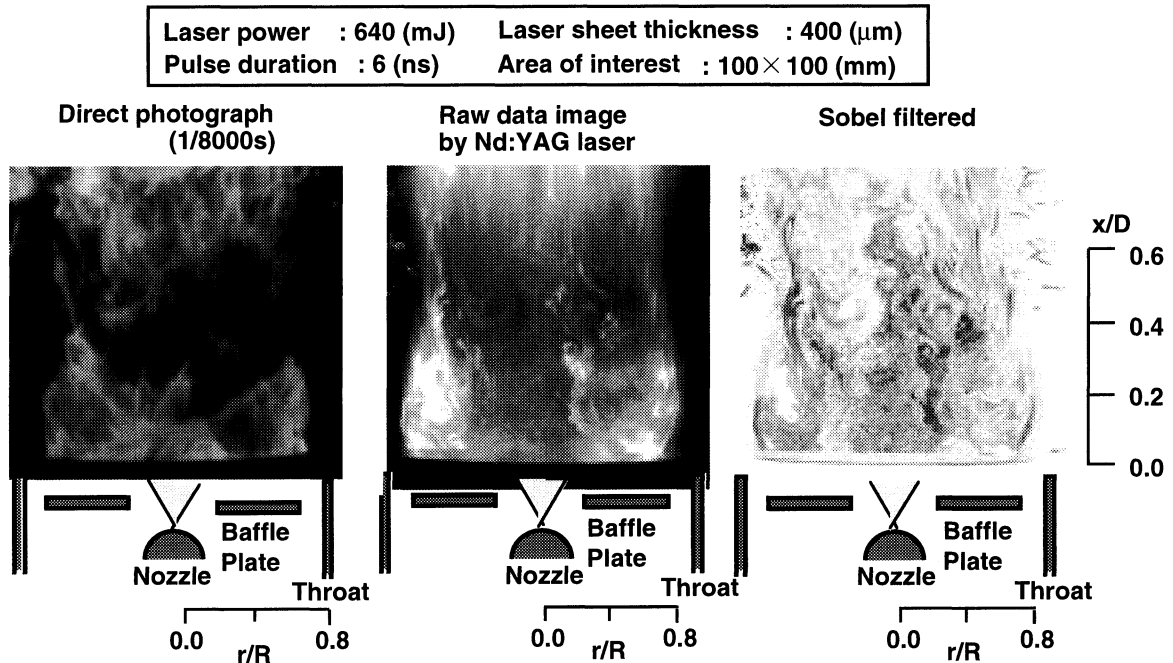 Laser power : 640 (mJ) Laser sheet thickness : 400 (μm)
Pulse duration : 6 (ns) Area of interest : 100×100 (mm)
Direct photograph
(1/8000s)
Raw data image
by Nd:YAG laser
Sobel filtered
x/D
0.6
0.4
0.2
0.0
Baffle
Plate
Nozzle
Throat
0.0 0.8
r/R
Baffle
Plate
Nozzle
Throat
0.0 0.8
r/R
Baffle
Plate
Nozzle
Throat
0.0 0.8
r/R